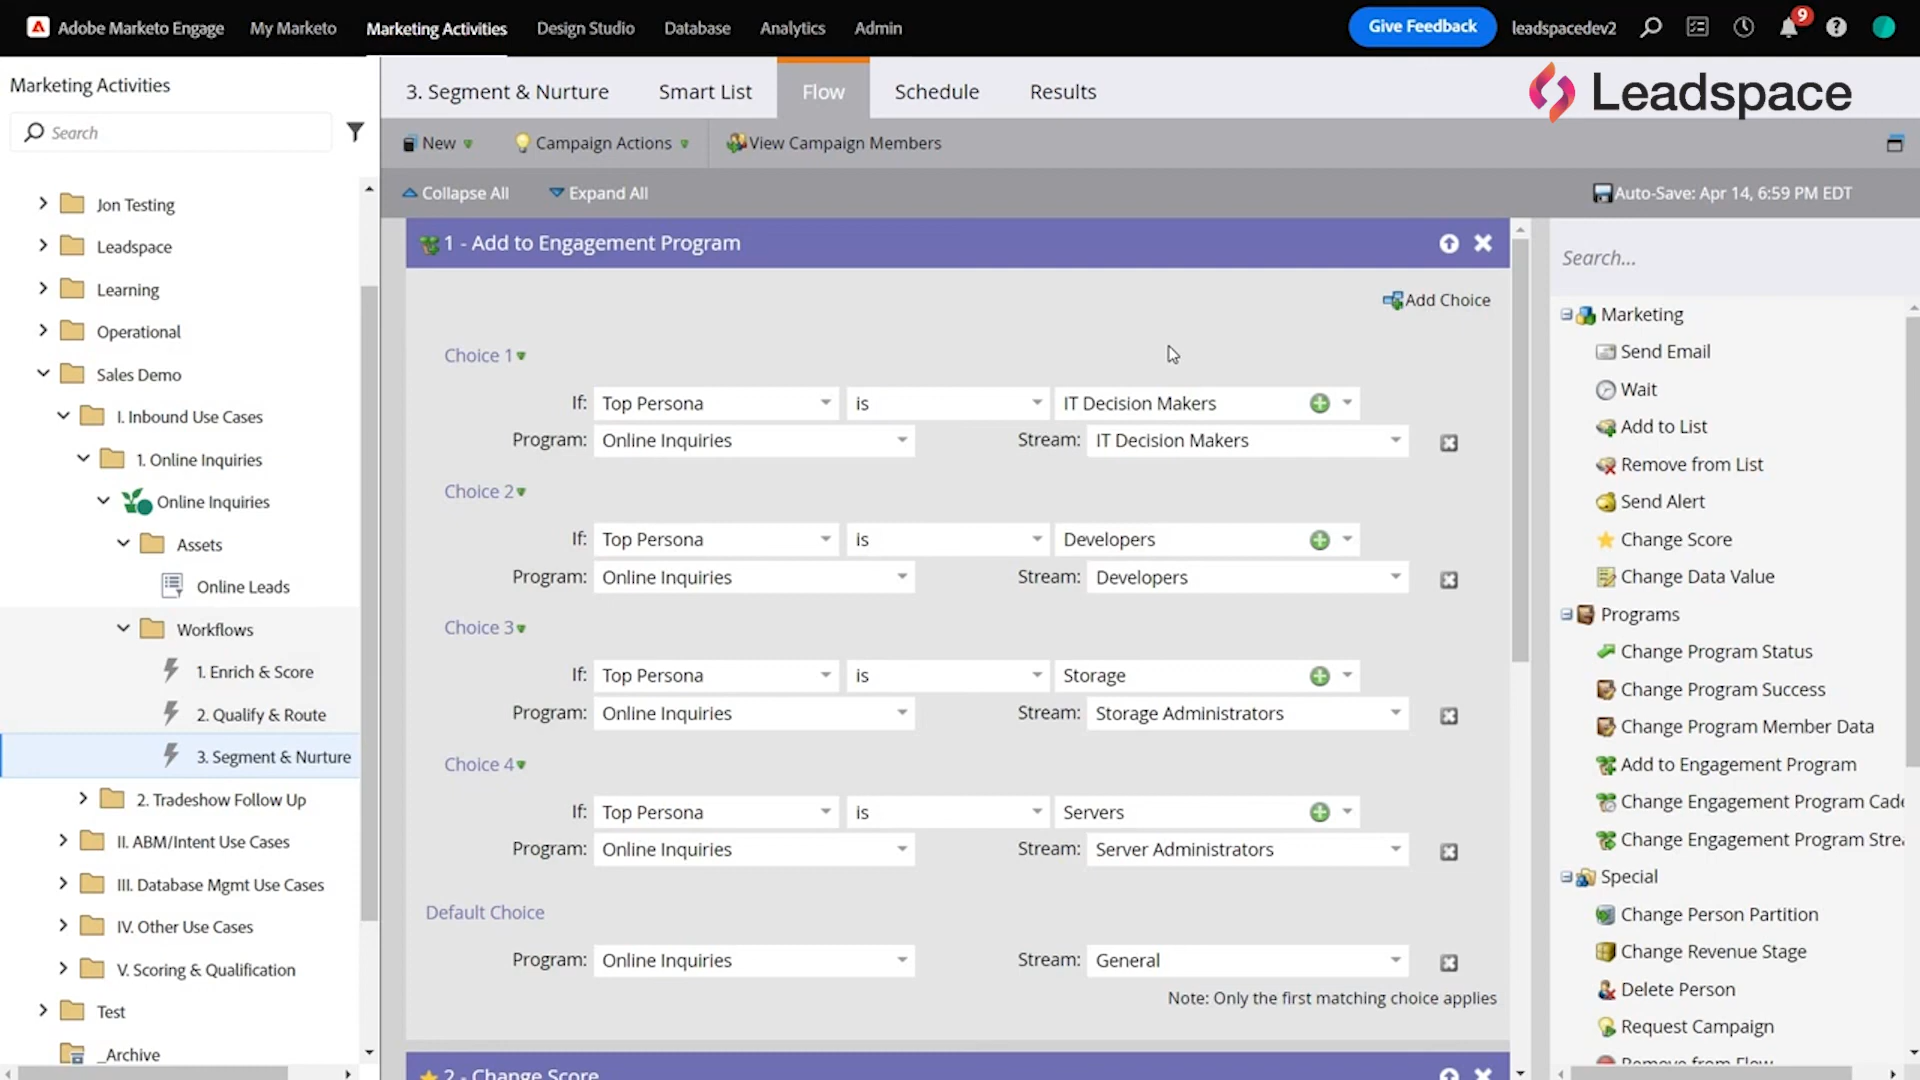 Adobe Marketo Engage My Marketo Marketing Activities Design Studio Database Analytics Admin Give Feedback leadspacedev2 9
Marketing Activities
Search
Jon Testing
Leadspace
Learning
Operational
Sales Demo
I. Inbound Use Cases
1. Online Inquiries
Online Inquiries
Assets
Online Leads
Workflows
1. Enrich & Score
2. Qualify & Route
3. Segment & Nurture
2. Tradeshow Follow Up
II. ABM/Intent Use Cases
III. Database Mgmt Use Cases
IV. Other Use Cases
V. Scoring & Qualification
Test
_Archive
3. Segment & Nurture Smart List Flow Schedule Results
Leadspace
New Campaign Actions View Campaign Members
Collapse All Expand All Auto-Save: Apr 14, 6:59 PM EDT
1 - Add to Engagement Program
Add Choice
Choice 1
If: Top Persona is IT Decision Makers
Program: Online Inquiries Stream: IT Decision Makers
Choice 2
If: Top Persona is Developers
Program: Online Inquiries Stream: Developers
Choice 3
If: Top Persona is Storage
Program: Online Inquiries Stream: Storage Administrators
Choice 4
If: Top Persona is Servers
Program: Online Inquiries Stream: Server Administrators
Default Choice
Program: Online Inquiries Stream: General
Note: Only the first matching choice applies
2 - Change Score
Search...
Marketing
Send Email
Wait
Add to List
Remove from List
Send Alert
Change Score
Change Data Value
Programs
Change Program Status
Change Program Success
Change Program Member Data
Add to Engagement Program
Change Engagement Program Cade
Change Engagement Program Strea
Special
Change Person Partition
Change Revenue Stage
Delete Person
Request Campaign
Remove from Flow